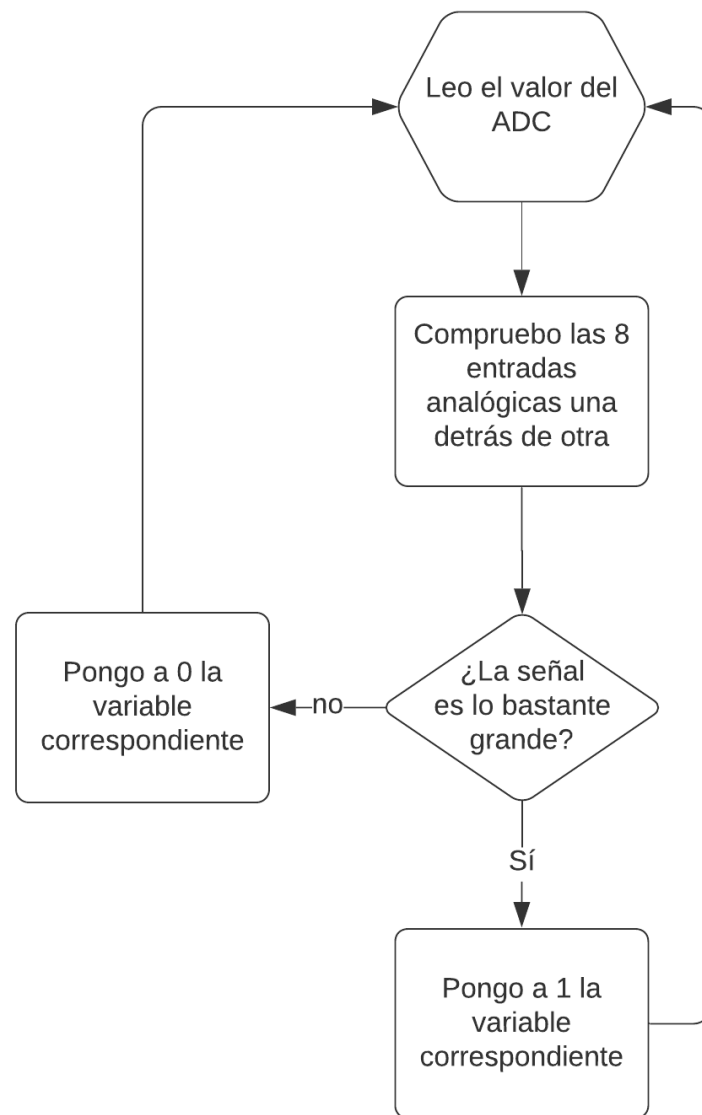 Leo el valor del
ADC
Compruebo las 8
entradas
analógicas una
detrás de otra
¿La señal
es lo bastante
grande?
no
Pongo a 0 la
variable
correspondiente
Sí
Pongo a 1 la
variable
correspondiente